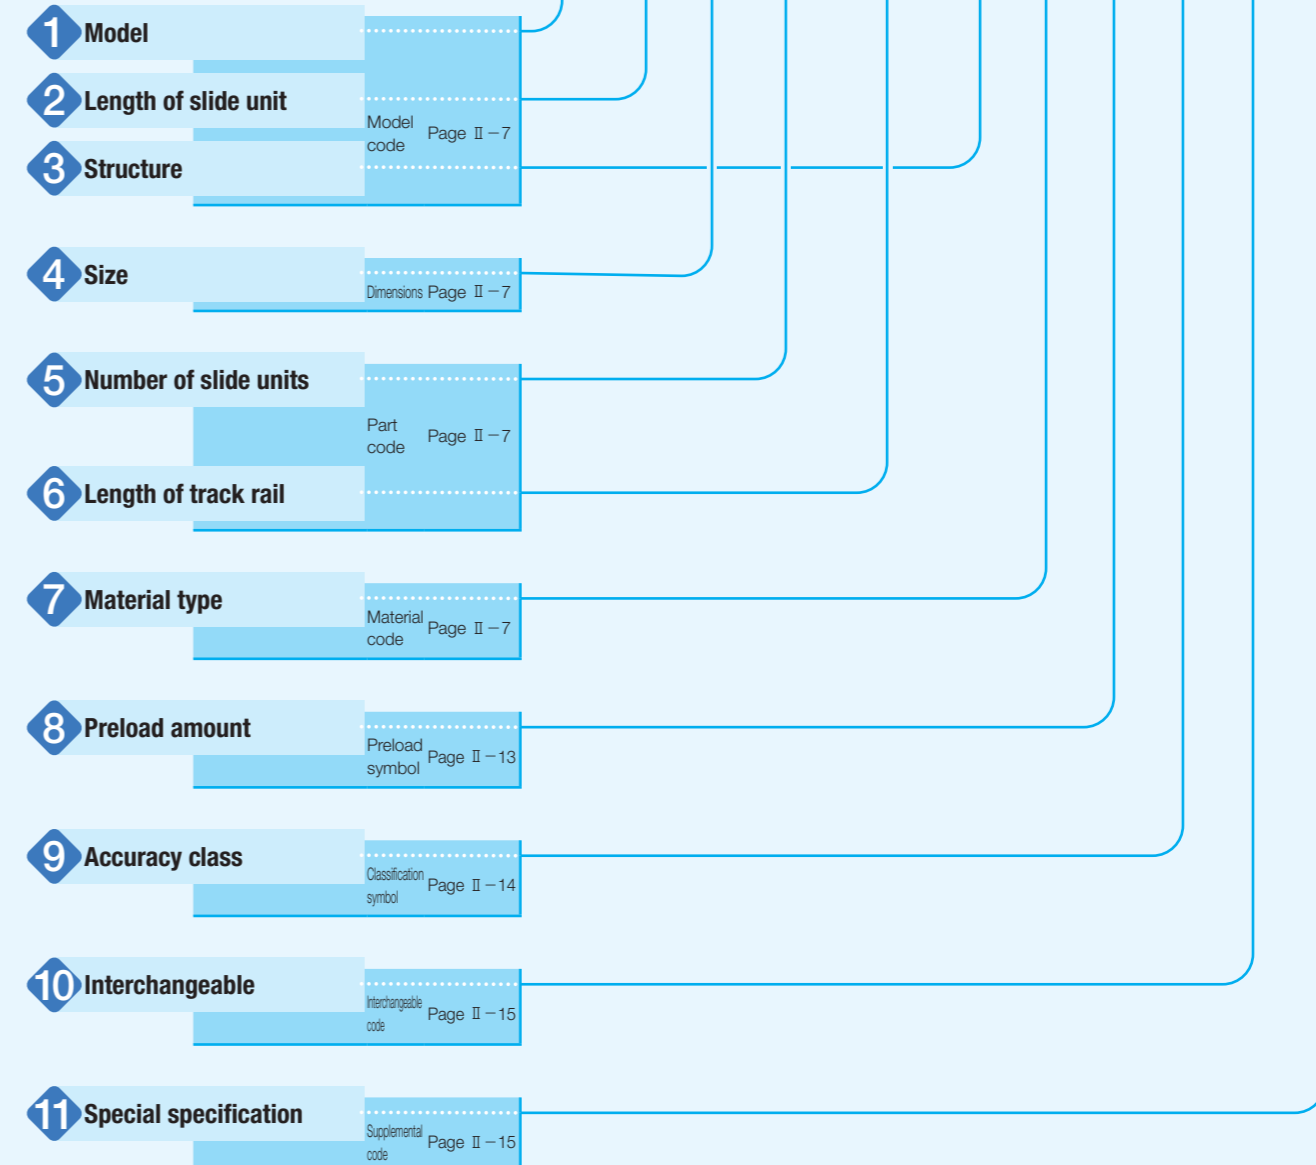 1 Model
2 Length of slide unit
Model code Page Ⅱ－7
3 Structure
4 Size
Dimensions Page Ⅱ－7
5 Number of slide units
Part code Page Ⅱ－7
6 Length of track rail
7 Material type
Material code Page Ⅱ－7
8 Preload amount
Preload symbol Page Ⅱ－13
9 Accuracy class
Classification symbol Page Ⅱ－14
10 Interchangeable
Interchangeable code Page Ⅱ－15
11 Special specification
Supplemental code Page Ⅱ－15